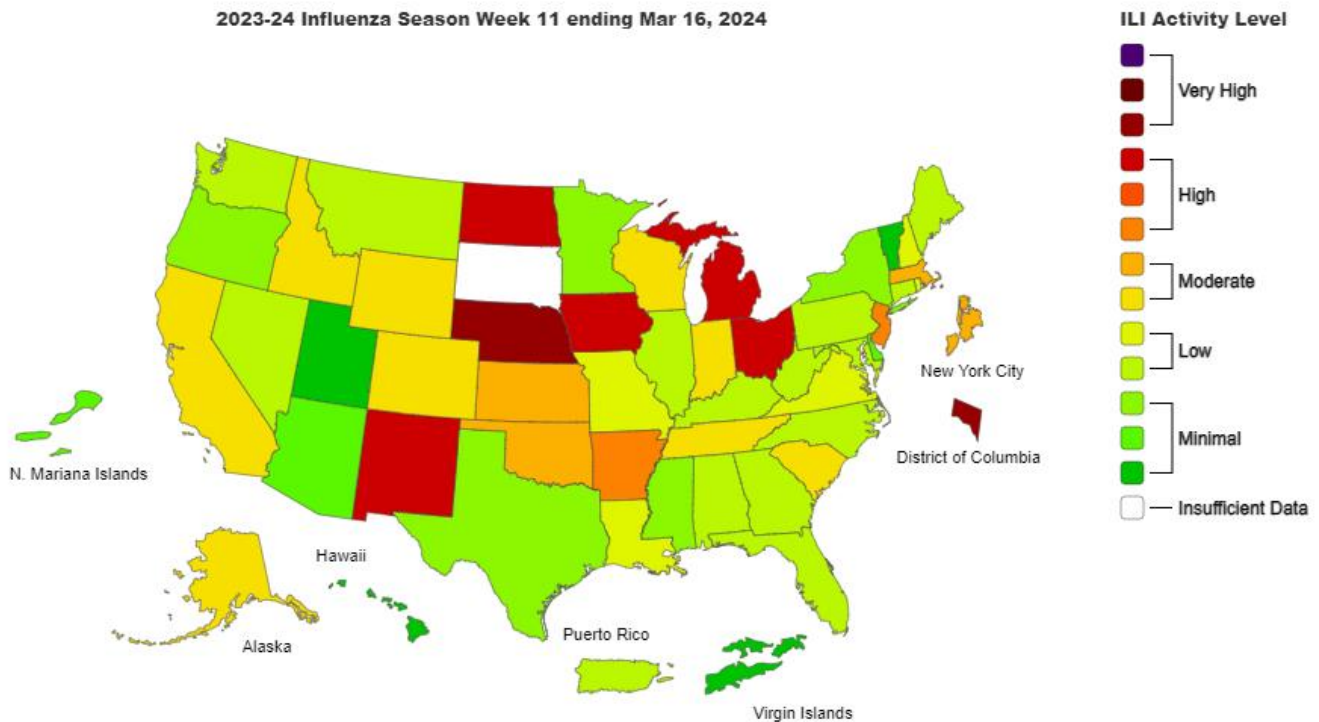 2023-24 Influenza Season Week 11 ending Mar 16, 2024
ILI Activity Level
Very High
High
Moderate
Low
Minimal
Insufficient Data
New York City
District of Columbia
N. Mariana Islands
Hawaii
Alaska
Puerto Rico
Virgin Islands